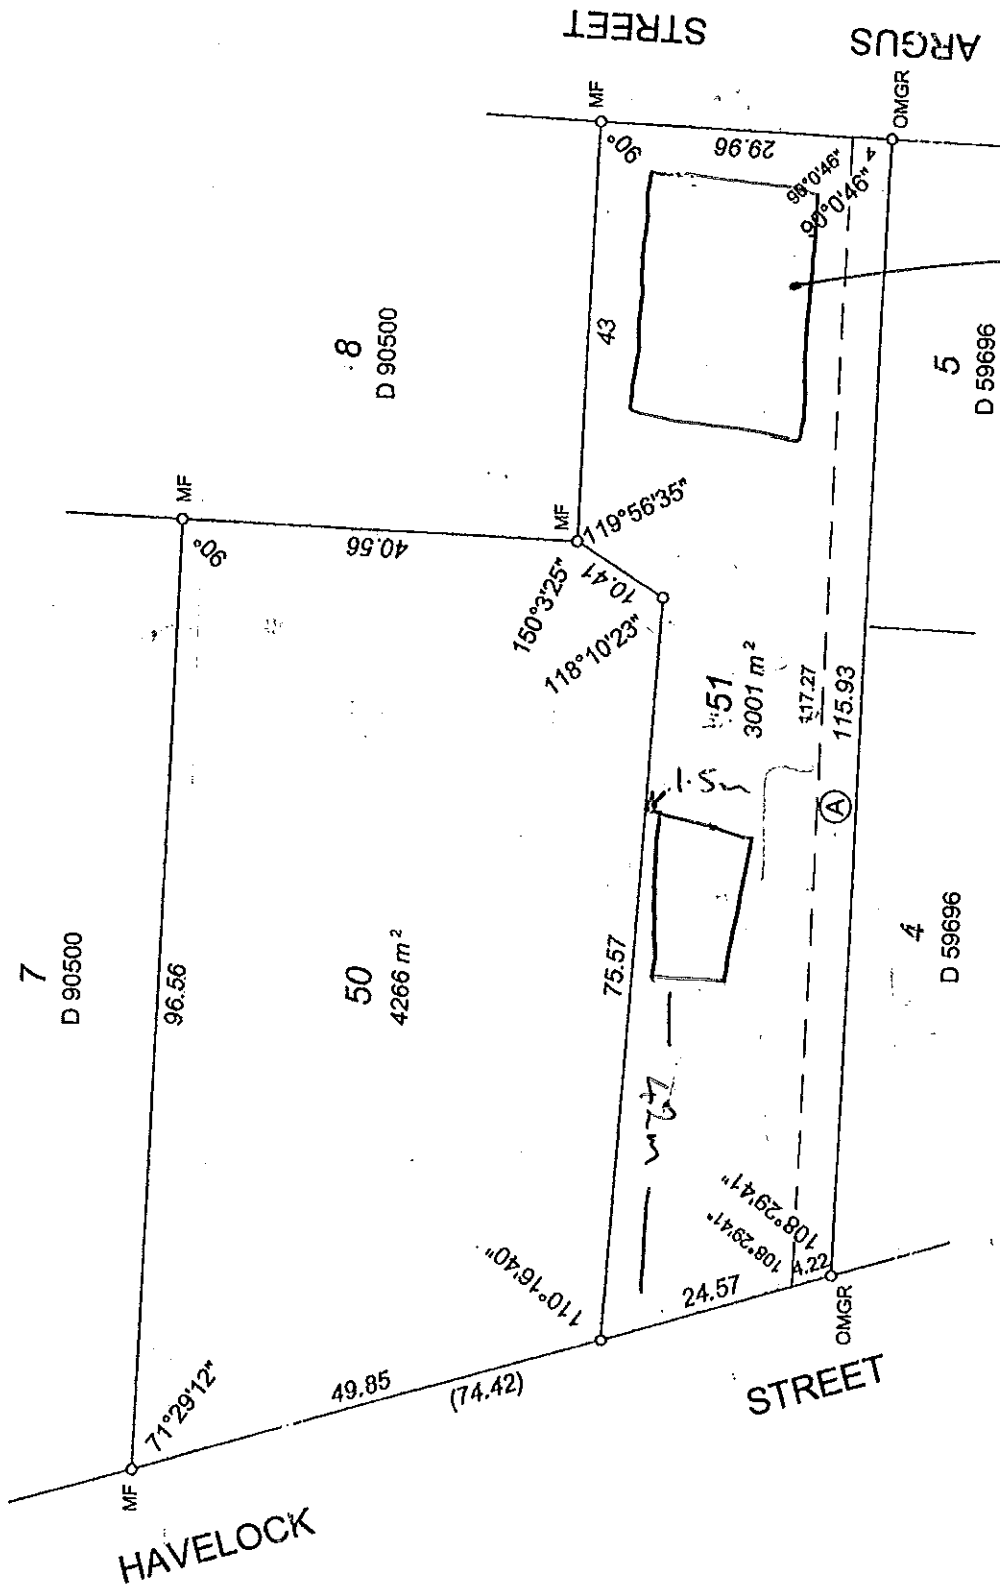 STREET
ARGUS
MF
OMGR
90°
29.96
90°0'46"
90°0'46"
4
8
D 90500
43
5
D 59696
MF
90°
40.56
MF
119°56'35"
150°3'25"
10.41
118°10'23"
51
3001 m²
117.27
115.93
A
1.5m
7
D 90500
96.56
50
4266 m²
75.57
42m
4
D 59696
108°29'41"
108°29'41"
4.22
OMGR
24.57
110°16'40"
49.85
(74.42)
71°29'12"
MF
HAVELOCK
STREET